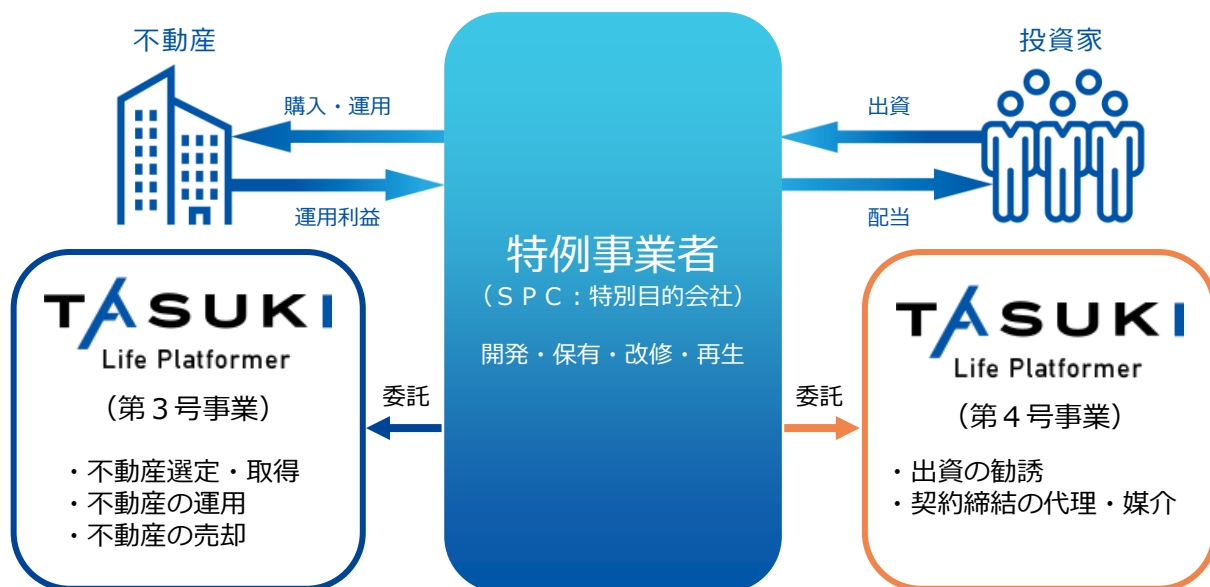 不動産
購入・運用
運用利益
投資家
出資
配当
特例事業者
（ＳＰＣ：特別目的会社）
開発・保有・改修・再生
TASUKI
Life Platformer
（第３号事業）
・不動産選定・取得
・不動産の運用
・不動産の売却
委託
委託
TASUKI
Life Platformer
（第４号事業）
・出資の勧誘
・契約締結の代理・媒介